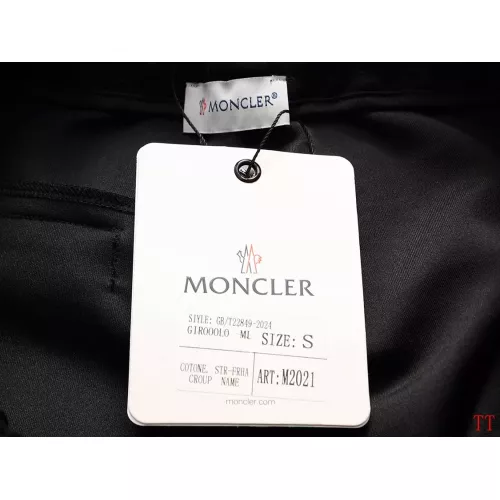 MONCLER®
MONCLER
STYLE: GB/T22849-2024
GIROOOLO ML SIZE: S
COTONE. STR-FRHA
CROUP NAME ART: M2021
moncler.com
TT